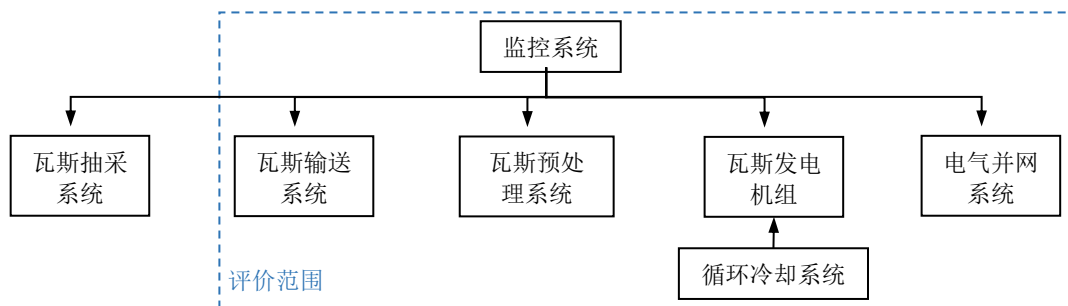 监控系统
瓦斯抽采
系统
瓦斯输送
系统
瓦斯预处
理系统
瓦斯发电
机组
电气并网
系统
循环冷却系统
评价范围